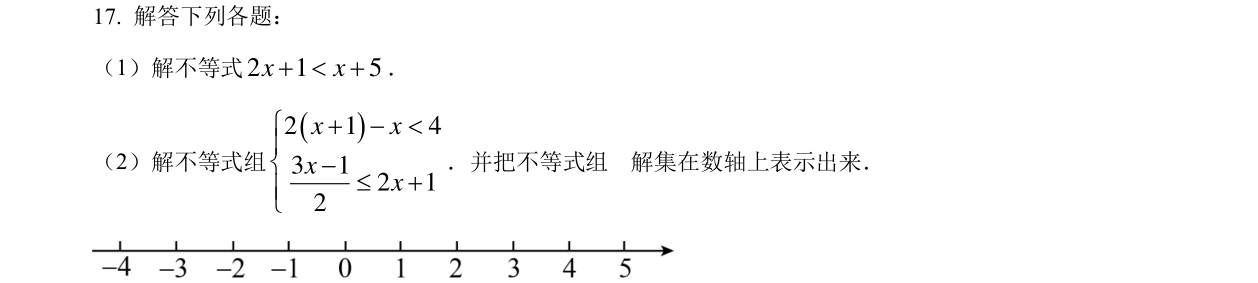 17. 解答下列各题：
（1）解不等式 2x+1<x+5．
（2）解不等式组{2(x+1)−x<4
(3x−1)/2≤2x+1．并把不等式组 解集在数轴上表示出来．
−4 −3 −2 −1 0 1 2 3 4 5